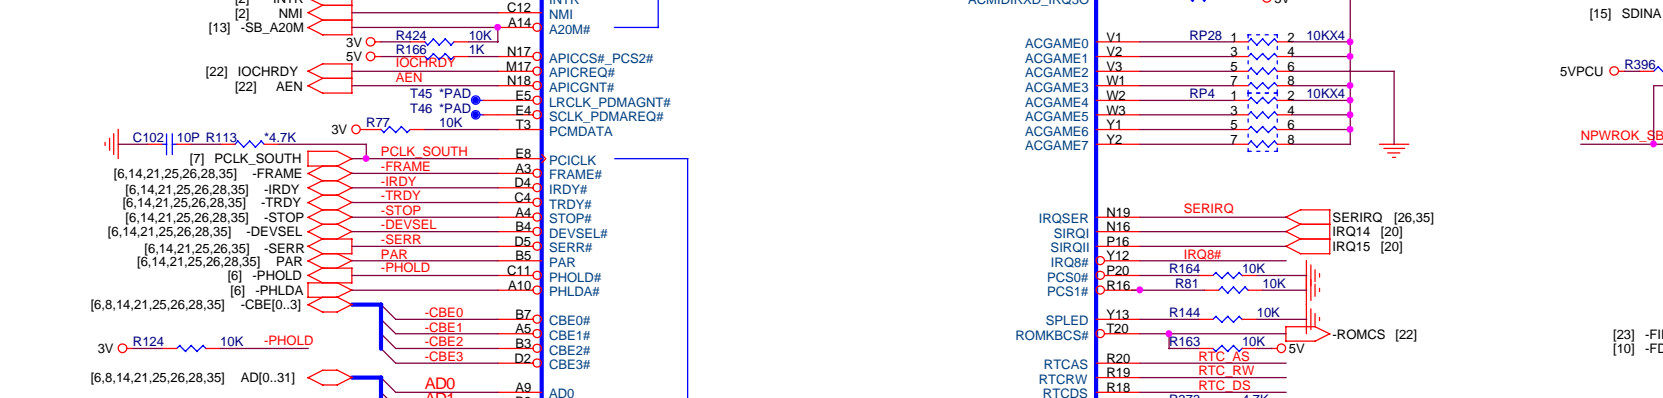 [2] NMI C12 NMI
[13] -SB_A20M A14 A20M#
3V R424 10K
5V R166 1K N17 APICCS#_PCS2#
IOCHRDY
[22] IOCHRDY M17 APICREQ#
AEN
[22] AEN N18 APICGNT#
T45 *PAD E5 LRCLK_PDMAGNT#
T46 *PAD E4 SCLK_PDMAREQ#
3V R77 10K T3 PCMDATA
C102 10P R113 *4.7K
[7] PCLK_SOUTH PCLK_SOUTH E8 PCICLK
[6,14,21,25,26,28,35] -FRAME -FRAME A3 FRAME#
[6,14,21,25,26,28,35] -IRDY -IRDY D4 IRDY#
[6,14,21,25,26,28,35] -TRDY -TRDY C4 TRDY#
[6,14,21,25,26,28,35] -STOP -STOP A4 STOP#
[6,14,21,25,26,28,35] -DEVSEL -DEVSEL B4 DEVSEL#
[6,14,21,25,26,35] -SERR -SERR D5 SERR#
[6,14,21,25,26,28,35] PAR PAR B5 PAR
[6] -PHOLD -PHOLD C11 PHOLD#
[6] -PHLDA A10 PHLDA#
[6,8,14,21,25,26,28,35] -CBE[0..3]
-CBE0 B7 CBE0#
-CBE1 A5 CBE1#
-CBE2 B3 CBE2#
-CBE3 D2 CBE3#
3V R124 10K -PHOLD
[6,8,14,21,25,26,28,35] AD[0..31]
AD0 A9 AD0
AD1
ACMIDIRXD_IRQ3O
5V
ACGAME0 V1 RP28 1 2 10KX4
ACGAME1 V2 3 4
ACGAME2 V3 5 6
ACGAME3 W1 7 8
ACGAME4 W2 RP4 1 2 10KX4
ACGAME5 W3 3 4
ACGAME6 Y1 5 6
ACGAME7 Y2 7 8
IRQSER N19 SERIRQ SERIRQ [26,35]
SIRQI N16 IRQ14 [20]
SIRQII P16 IRQ15 [20]
IRQ8# Y12 IRQ8#
PCS0# P20 R164 10K
PCS1# R16 R81 10K
SPLED Y13 R144 10K
ROMKBCS# T20 -ROMCS [22]
R163 10K 5V
RTCAS R20 RTC_AS
RTCRW R19 RTC_RW
RTCDS R18 RTC_DS
[15] SDINA
5VPCU R396
NPWROK_SB
[23] -FI
[10] -FD